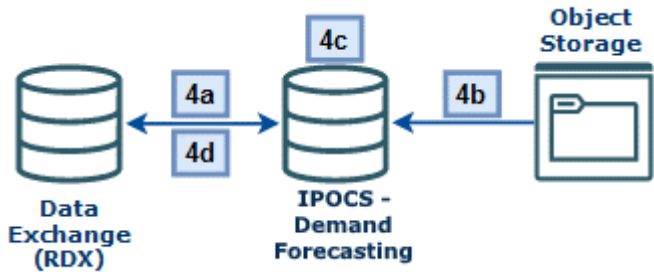 Object
Storage
4c
4a
4b
4d
Data
Exchange
(RDX)
IPOCS -
Demand
Forecasting